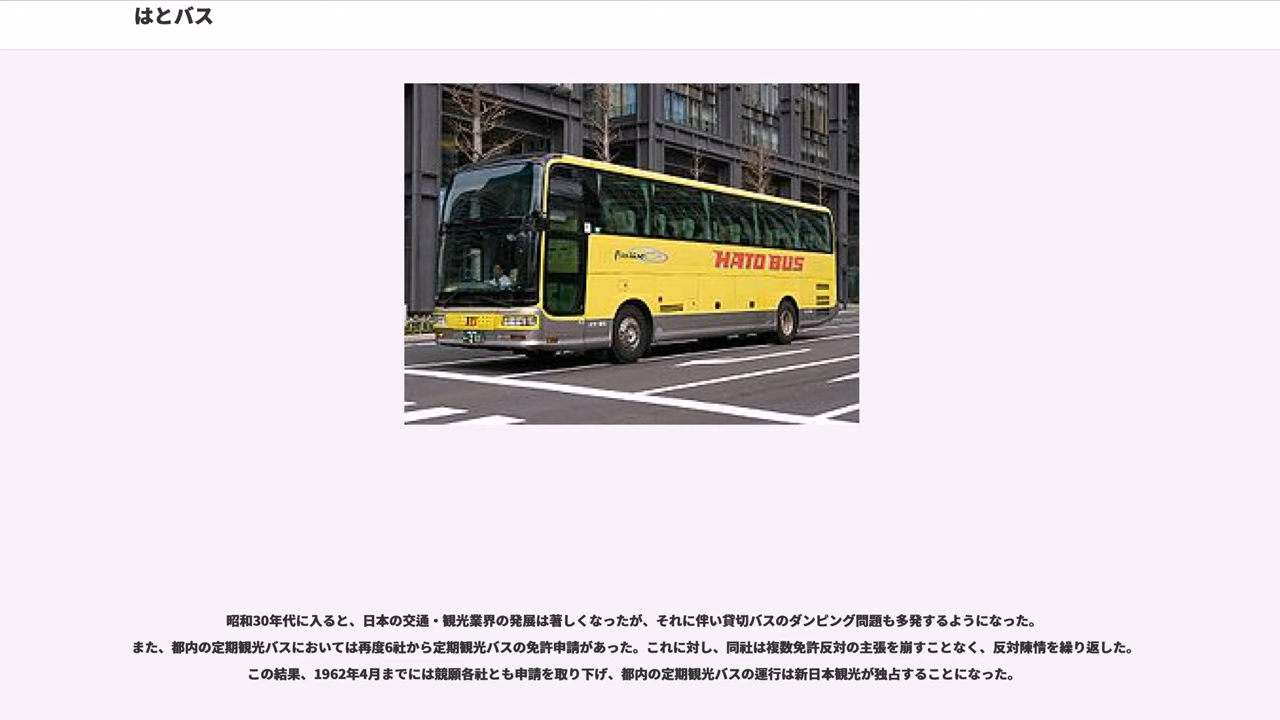 はとバス
HATO BUS
昭和30年代に入ると、日本の交通・観光業界の発展は著しくなったが、それに伴い貸切バスのダンピング問題も多発するようになった。
また、都内の定期観光バスにおいては再度6社から定期観光バスの免許申請があった。これに対し、同社は複数免許反対の主張を崩すことなく、反対陳情を繰り返した。
この結果、1962年4月までには競願各社とも申請を取り下げ、都内の定期観光バスの運行は新日本観光が独占することになった。